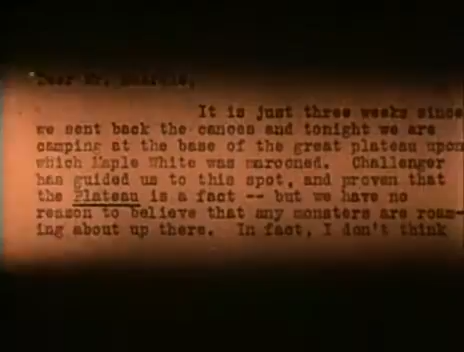 Dear Mr. McArdle,
It is just three weeks since
we sent back the canoes and tonight we are
camping at the base of the great plateau upon
which Maple White was marooned. Challenger
has guided us to this spot, and proven that
the Plateau is a fact -- but we have no
reason to believe that any monsters are roam-
ing about up there. In fact, I don't think